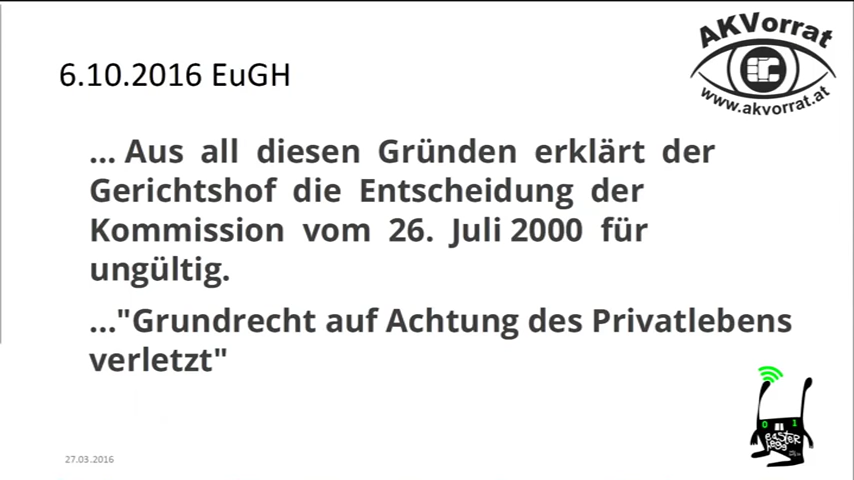 AKVorrat
www.akvorrat.at
6.10.2016 EuGH
... Aus all diesen Gründen erklärt der
Gerichtshof die Entscheidung der
Kommission vom 26. Juli 2000 für
ungültig.
..."Grundrecht auf Achtung des Privatlebens
verletzt"
0 1
easter
hegg
27.03.2016